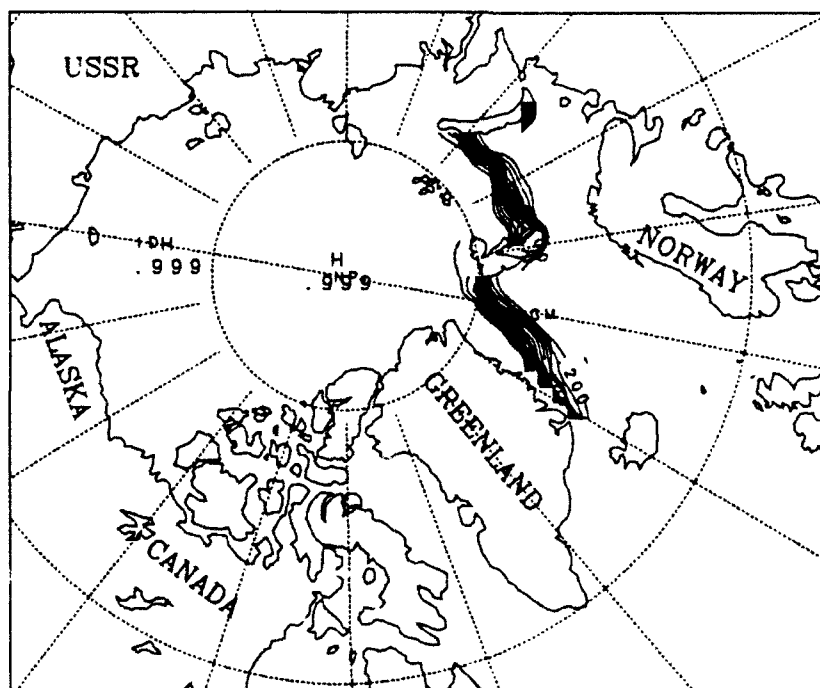 USSR
+DH
.999
H
.999
NORWAY
ALASKA
GREENLAND
.200
CANADA